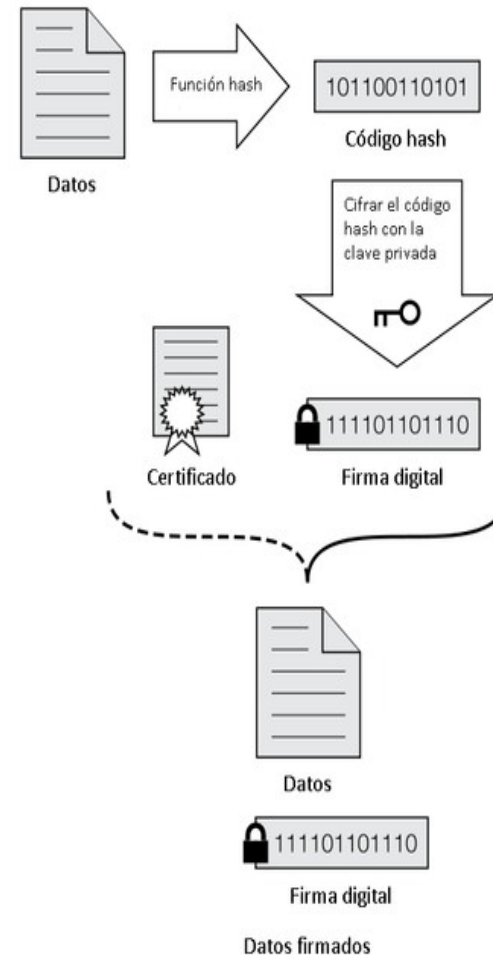 Función hash
101100110101
Código hash
Datos
Cifrar el código
hash con la
clave privada
Certificado
111101101110
Firma digital
Datos
111101101110
Firma digital
Datos firmados